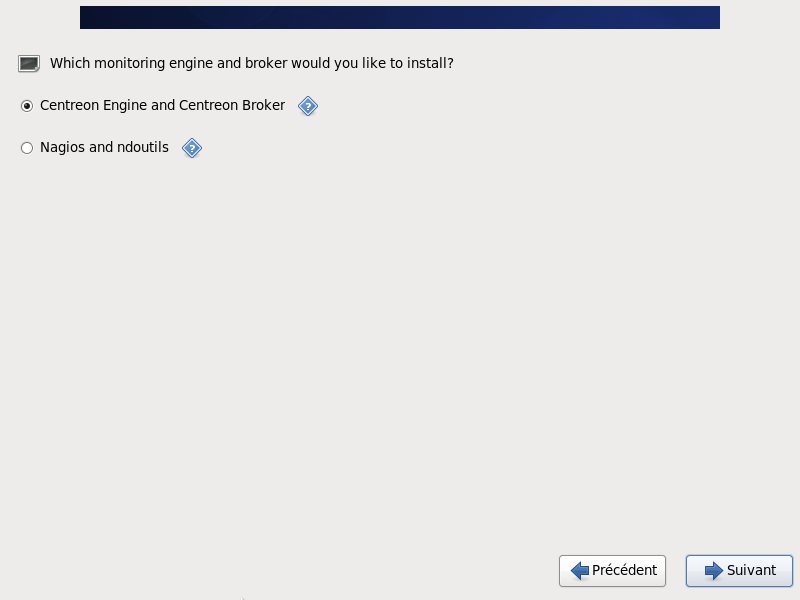 Which monitoring engine and broker would you like to install?
Centreon Engine and Centreon Broker
Nagios and ndoutils
Précédent
Suivant